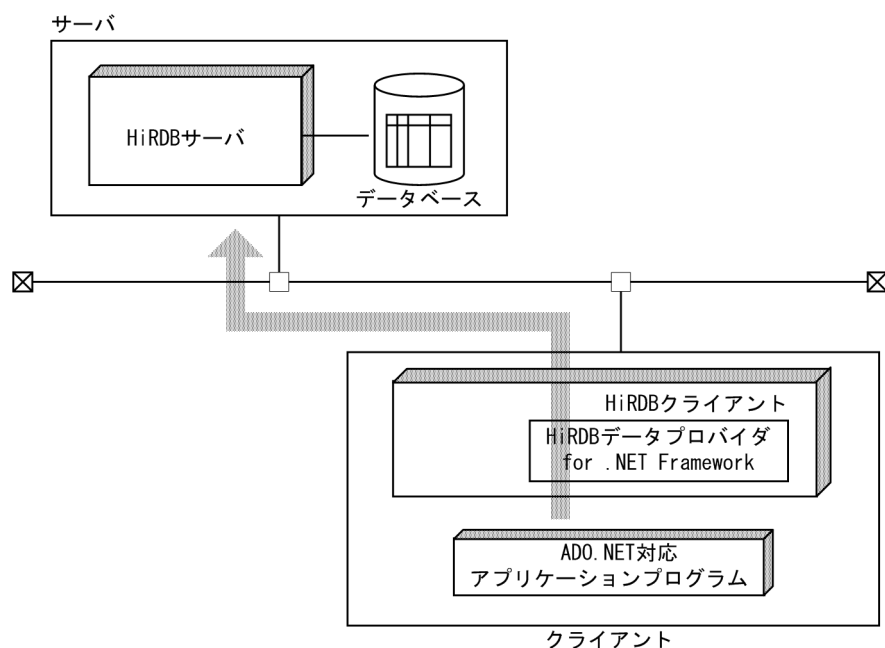 サーバ
HiRDBサーバ
データベース
HiRDBクライアント
HiRDBデータプロバイダ
for .NET Framework
ADO.NET対応
アプリケーションプログラム
クライアント